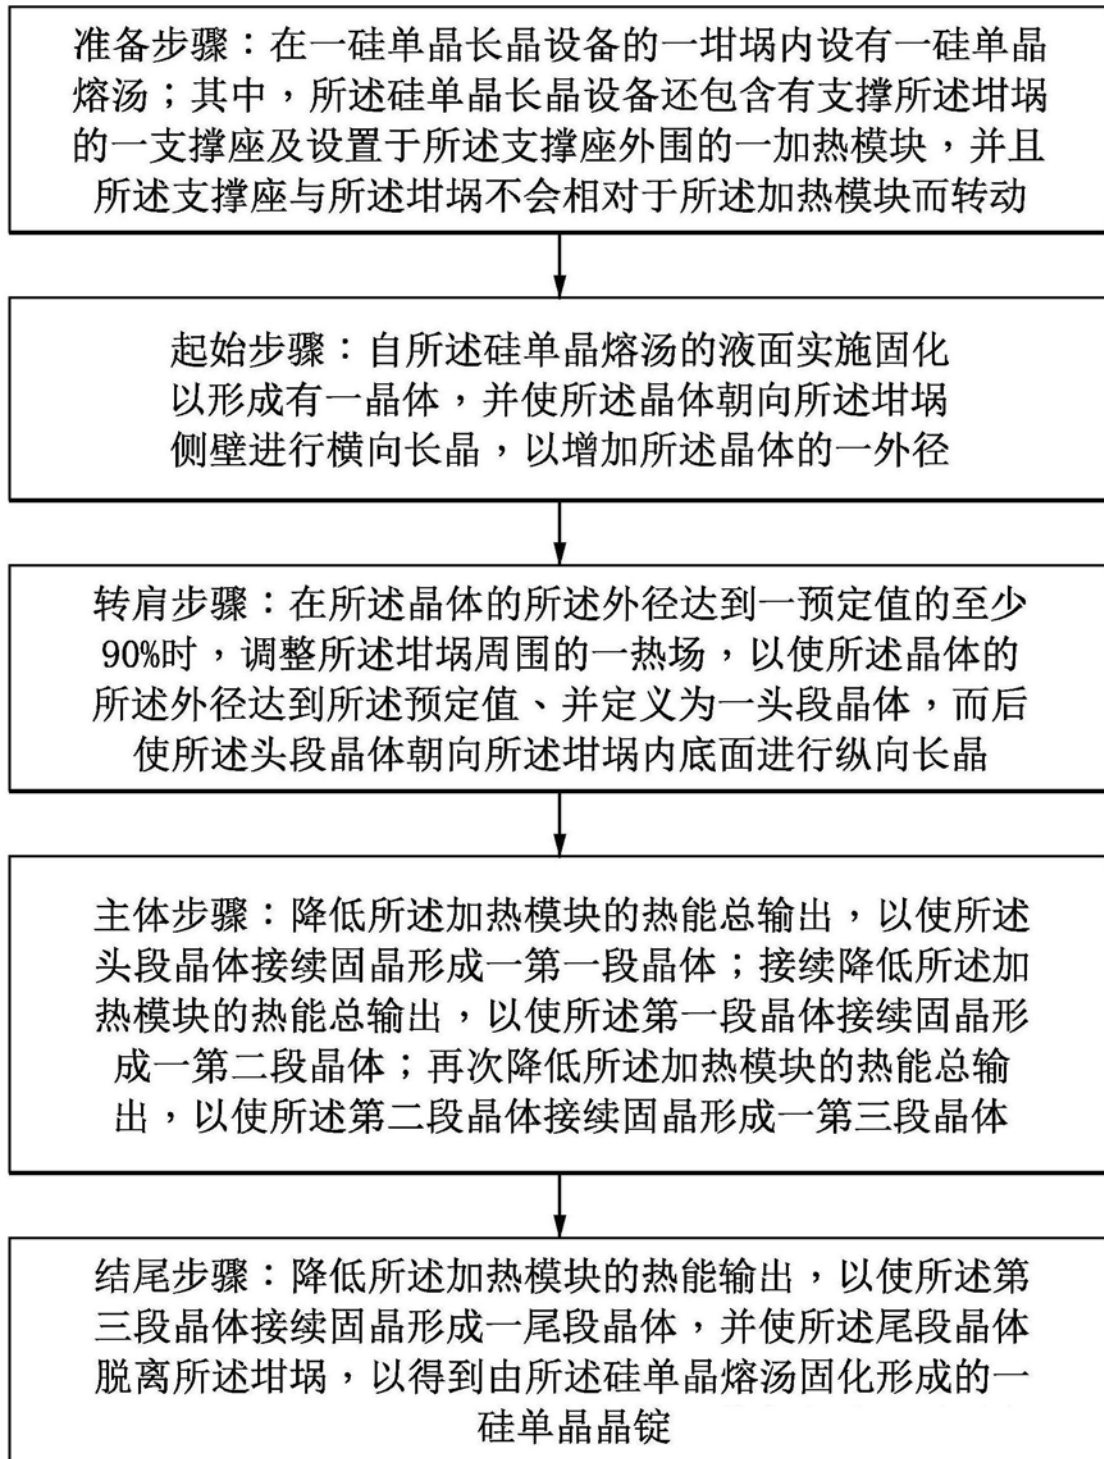 准备步骤：在一硅单晶长晶设备的一坩埚内设有一硅单晶
熔汤；其中，所述硅单晶长晶设备还包含有支撑所述坩埚
的一支撑座及设置于所述支撑座外围的一加热模块，并且
所述支撑座与所述坩埚不会相对于所述加热模块而转动
起始步骤：自所述硅单晶熔汤的液面实施固化
以形成有一晶体，并使所述晶体朝向所述坩埚
侧壁进行横向长晶，以增加所述晶体的一外径
转肩步骤：在所述晶体的所述外径达到一预定值的至少
90%时，调整所述坩埚周围的一热场，以使所述晶体的
所述外径达到所述预定值、并定义为一头段晶体，而后
使所述头段晶体朝向所述坩埚内底面进行纵向长晶
主体步骤：降低所述加热模块的热能总输出，以使所述
头段晶体接续固晶形成一第一段晶体；接续降低所述加
热模块的热能总输出，以使所述第一段晶体接续固晶形
成一第二段晶体；再次降低所述加热模块的热能总输
出，以使所述第二段晶体接续固晶形成一第三段晶体
结尾步骤：降低所述加热模块的热能输出，以使所述第
三段晶体接续固晶形成一尾段晶体，并使所述尾段晶体
脱离所述坩埚，以得到由所述硅单晶熔汤固化形成的一
硅单晶晶锭